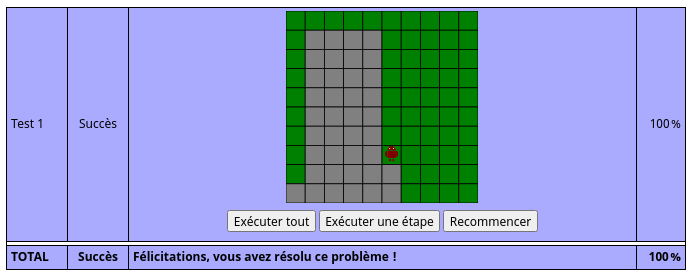 Test 1 Succès 100 %
Exécuter tout Exécuter une étape Recommencer
TOTAL Succès Félicitations, vous avez résolu ce problème ! 100 %